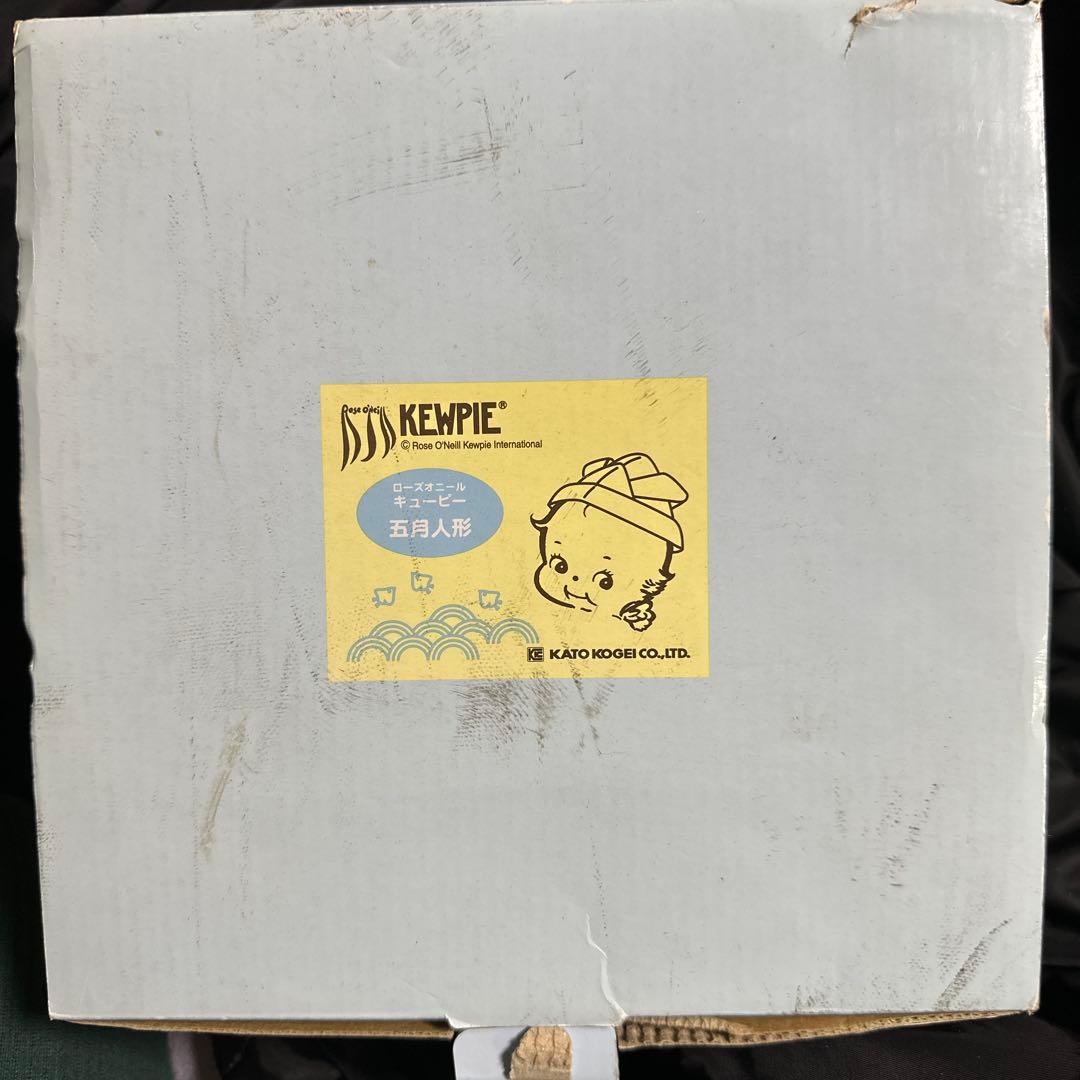 Rose O'Neill
KEWPIE®
© Rose O'Neill Kewpie International
ローズオニール
キューピー
五月人形
KATO KOGEI CO.,LTD.